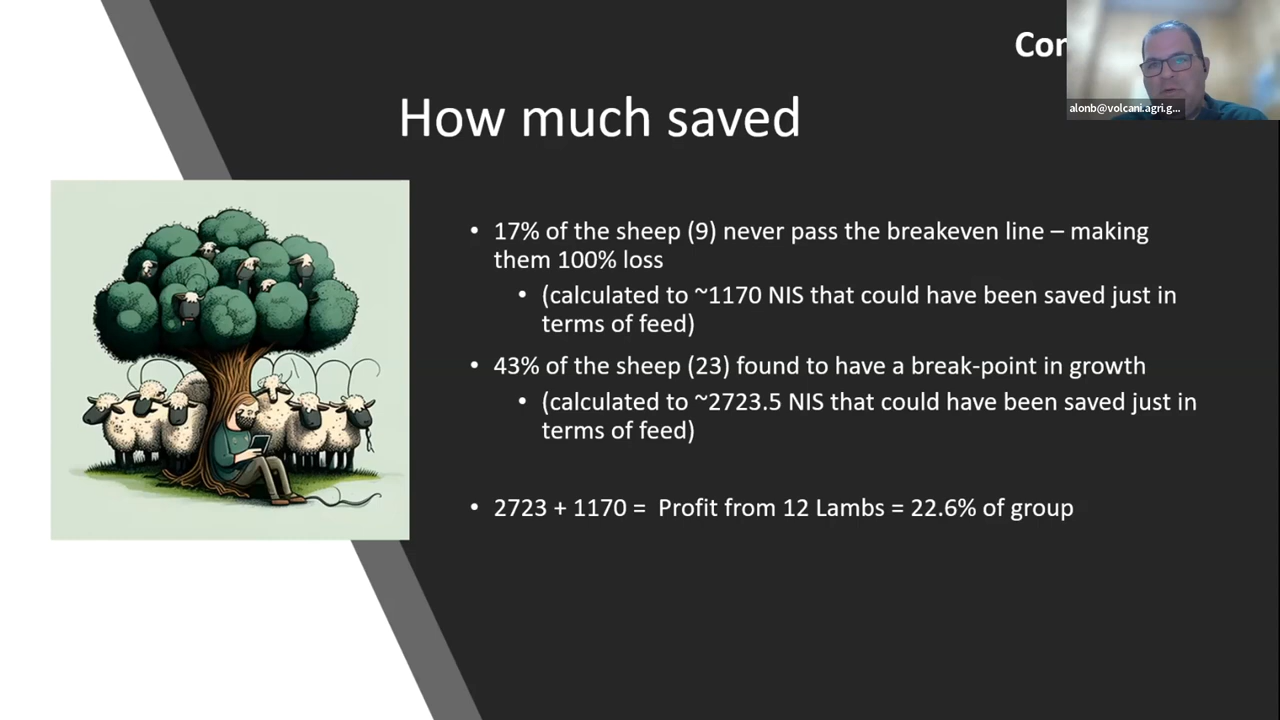 Con
alonb@volcani.agri.g...
How much saved
• 17% of the sheep (9) never pass the breakeven line – making
them 100% loss
• (calculated to ~1170 NIS that could have been saved just in
terms of feed)
• 43% of the sheep (23) found to have a break-point in growth
• (calculated to ~2723.5 NIS that could have been saved just in
terms of feed)
• 2723 + 1170 = Profit from 12 Lambs = 22.6% of group